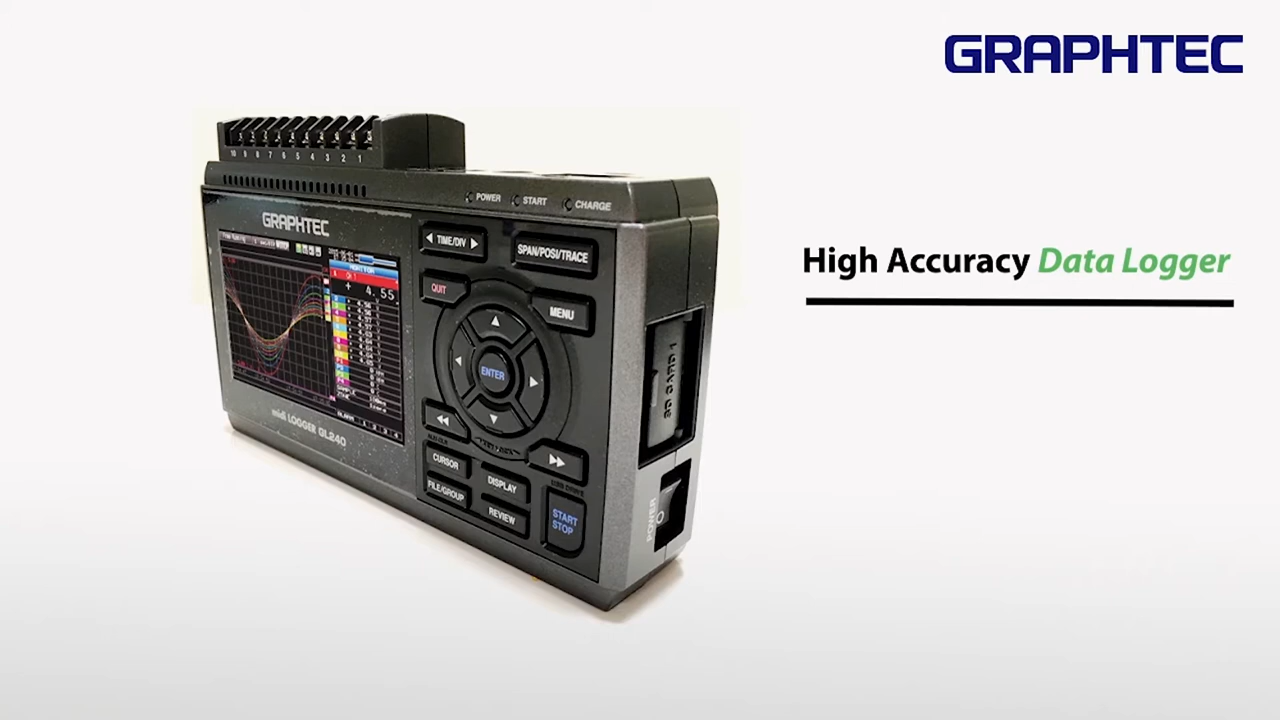 GRAPHTEC
High Accuracy Data Logger
10 9 8 7 6 5 4 3 2 1
POWER START CHARGE
GRAPHTEC
TIME/DIV
SPAN/POSI/TRACE
QUIT
MENU
ENTER
+ 4.55
midi LOGGER GL240
CURSOR
DISPLAY
FILE/GROUP
REVIEW
START
STOP
SD CARD 1
POWER